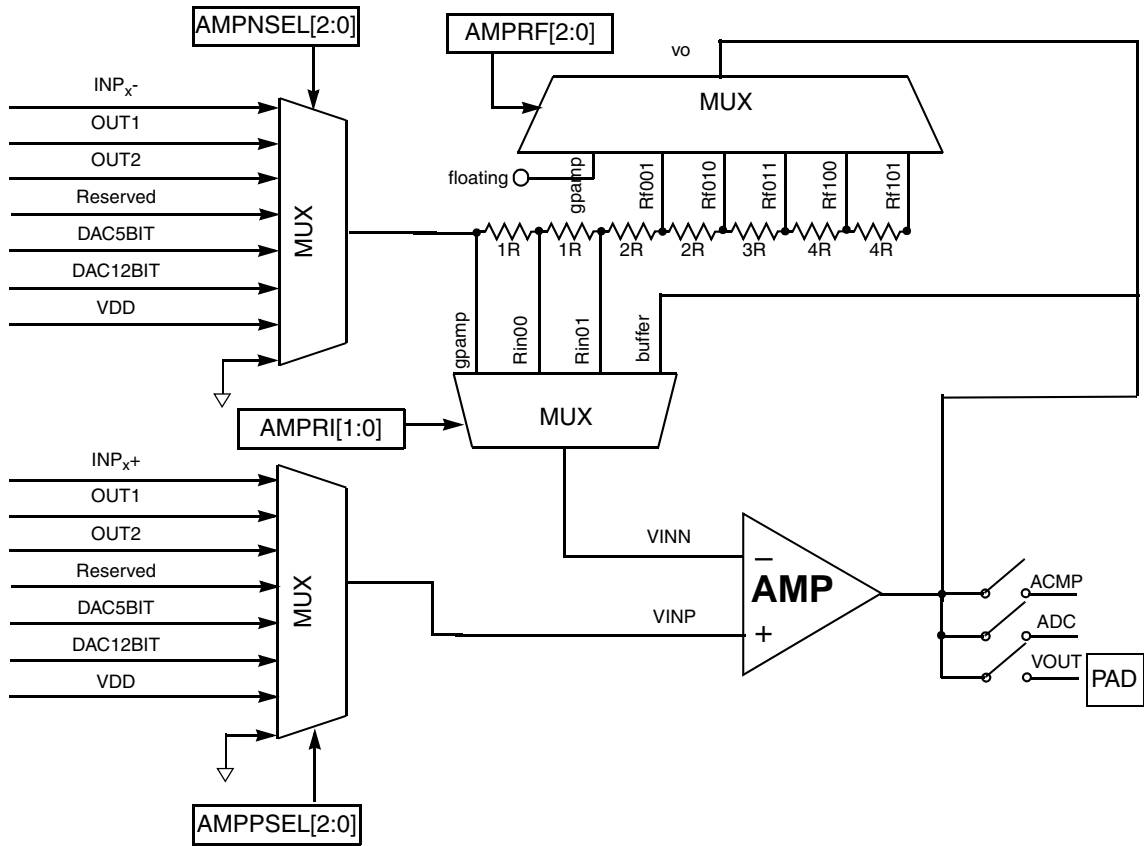 AMPNSEL[2:0]
AMPRF[2:0]
vo
INPx-
OUT1
OUT2
Reserved
DAC5BIT
DAC12BIT
VDD
MUX
MUX
floating
gpamp
Rf001
Rf010
Rf011
Rf100
Rf101
1R
1R
2R
2R
3R
4R
4R
gpamp
Rin00
Rin01
buffer
MUX
AMPRI[1:0]
INPx+
OUT1
OUT2
Reserved
DAC5BIT
DAC12BIT
VDD
MUX
VINN
VINP
−
AMP
+
ACMP
ADC
VOUT
PAD
AMPPSEL[2:0]